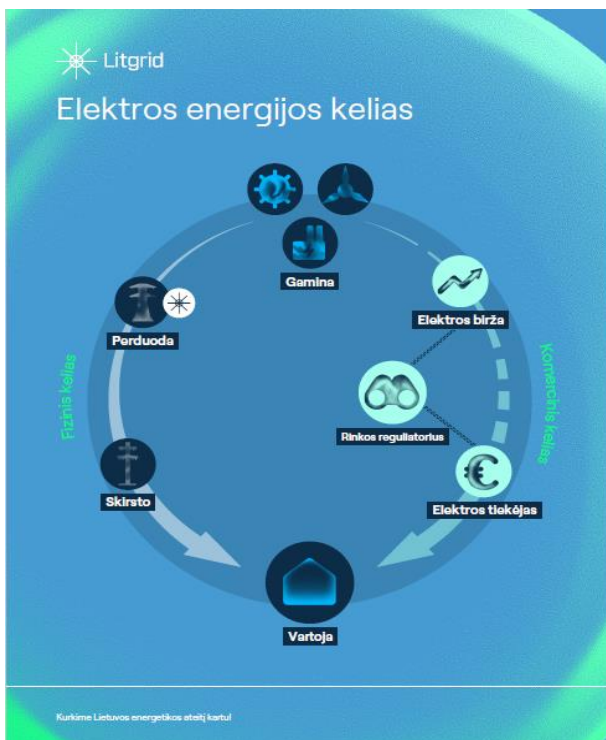 Litgrid
Elektros energijos kelias
Gamina
Elektros birža
Perduoda
Fizinis kelias
Komercinis kelias
Rinkos reguliatorius
Skirsto
Elektros tiekėjas
Vartoja
Kurkime Lietuvos energetikos ateitį kartu!